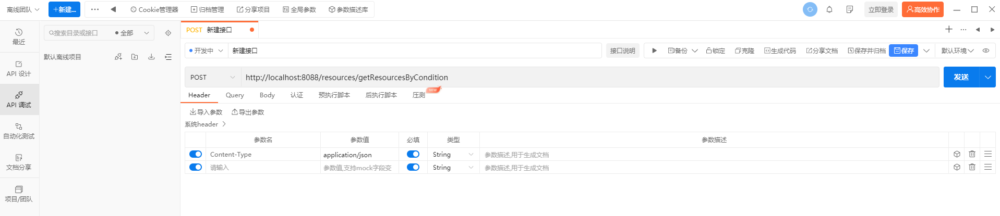 离线团队
+新建...
Cookie管理器
归档管理
分享项目
全局参数
参数描述库
立即登录
高效协作
最近
API 设计
API 调试
自动化测试
文档分享
项目/团队
搜索目录或接口
全部
默认离线项目
POST 新建接口
开发中
新建接口
接口说明
备份
锁定
克隆
生成代码
分享文档
保存并归档
保存
默认环境
POST
http://localhost:8088/resources/getResourcesByCondition
发送
Header Query Body 认证 预执行脚本 后执行脚本 压测 NEW
导入参数 导出参数
系统header
参数名 参数值 必填 类型 参数描述
Content-Type application/json String 参数描述,用于生成文档
请输入 参数值,支持mock字段变 String 参数描述,用于生成文档